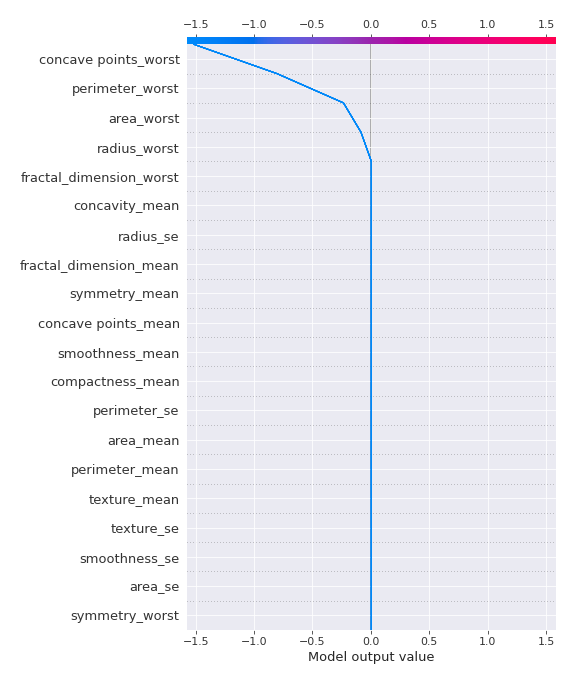 −1.5 −1.0 −0.5 0.0 0.5 1.0 1.5
concave points_worst
perimeter_worst
area_worst
radius_worst
fractal_dimension_worst
concavity_mean
radius_se
fractal_dimension_mean
symmetry_mean
concave points_mean
smoothness_mean
compactness_mean
perimeter_se
area_mean
perimeter_mean
texture_mean
texture_se
smoothness_se
area_se
symmetry_worst
−1.5 −1.0 −0.5 0.0 0.5 1.0 1.5
Model output value